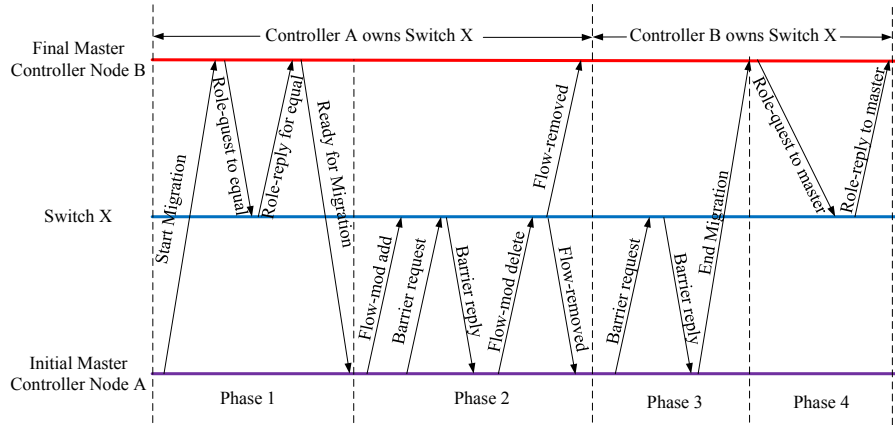 Controller A owns Switch X
Controller B owns Switch X
Final Master
Controller Node B
Switch X
Initial Master
Controller Node A
Start Migration
Role-quest to equal
Role-reply for equal
Ready for Migration
Flow-mod add
Barrier request
Barrier reply
Flow-mod delete
Flow-removed
Flow-removed
Barrier request
Barrier reply
End Migration
Role-quest to master
Role-reply to master
Phase 1
Phase 2
Phase 3
Phase 4